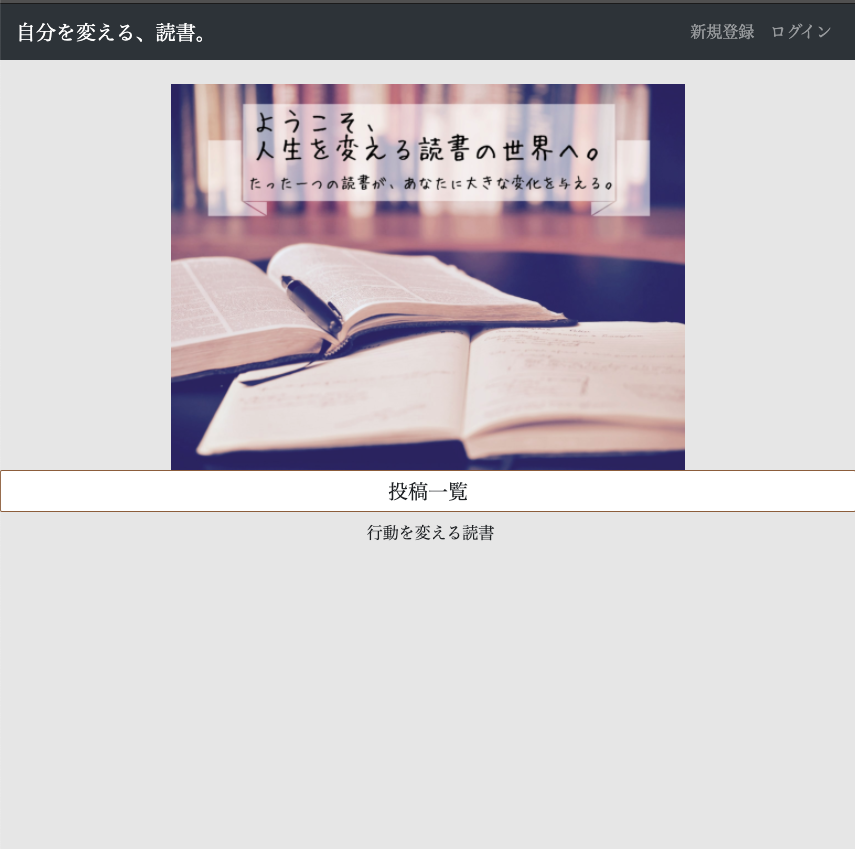 自分を変える、読書。
新規登録 ログイン
ようこそ、
人生を変える読書の世界へ。
たった一つの読書が、あなたに大きな変化を与える。
投稿一覧
行動を変える読書